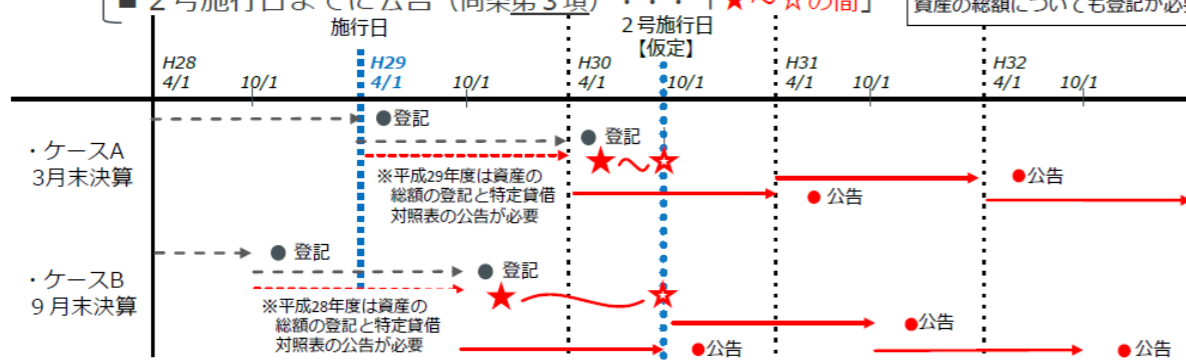 ■２号施行日までに公告（同条第３項）・・・「★～☆の間」
資産の総額についても登記が必
施行日
２号施行日
【仮定】
H28
4/1
10/1
H29
4/1
10/1
H30
4/1
10/1
H31
4/1
10/1
H32
4/1
10/1
・ケースA
3月末決算
●登記
●登記
★～☆
※平成29年度は資産の
総額の登記と特定貸借
対照表の公告が必要
●公告
●公告
・ケースB
９月末決算
●登記
●登記
★～☆
※平成28年度は資産の
総額の登記と特定貸借
対照表の公告が必要
●公告
●公告
●公告